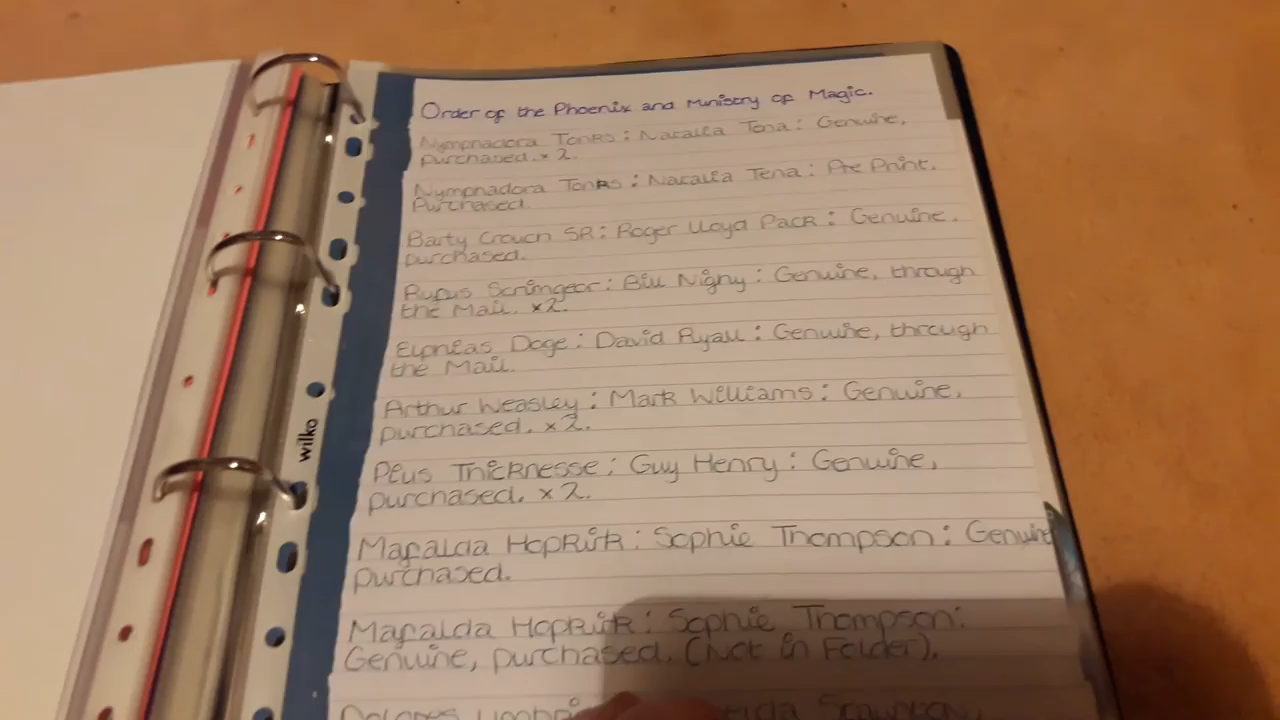 Order of the Phoenix and Ministry of Magic.
Nymphadora Tonks: Natalia Tona: Genuine,
purchased. x 2.
Nymphadora Tonks: Natalia Tena: Pre Print.
Purchased.
Barty Crouch SR: Roger Lloyd Pack: Genuine.
purchased.
Rufus Scrimgeor: Bill Nighy: Genuine, through
the Mail. x2.
Elphias Doge: David Ryall: Genuine, through
the Mail.
Arthur Weasley: Mark Williams: Genuine,
purchased. x 2.
Pius Thicknesse: Guy Henry: Genuine,
purchased. x 2.
Mafalda Hopkirk: Sophie Thompson: Genuine
purchased.
Mafalda Hopkirk: Sophie Thompson:
Genuine, purchased. (Not in Folder).
Dolores
wilko